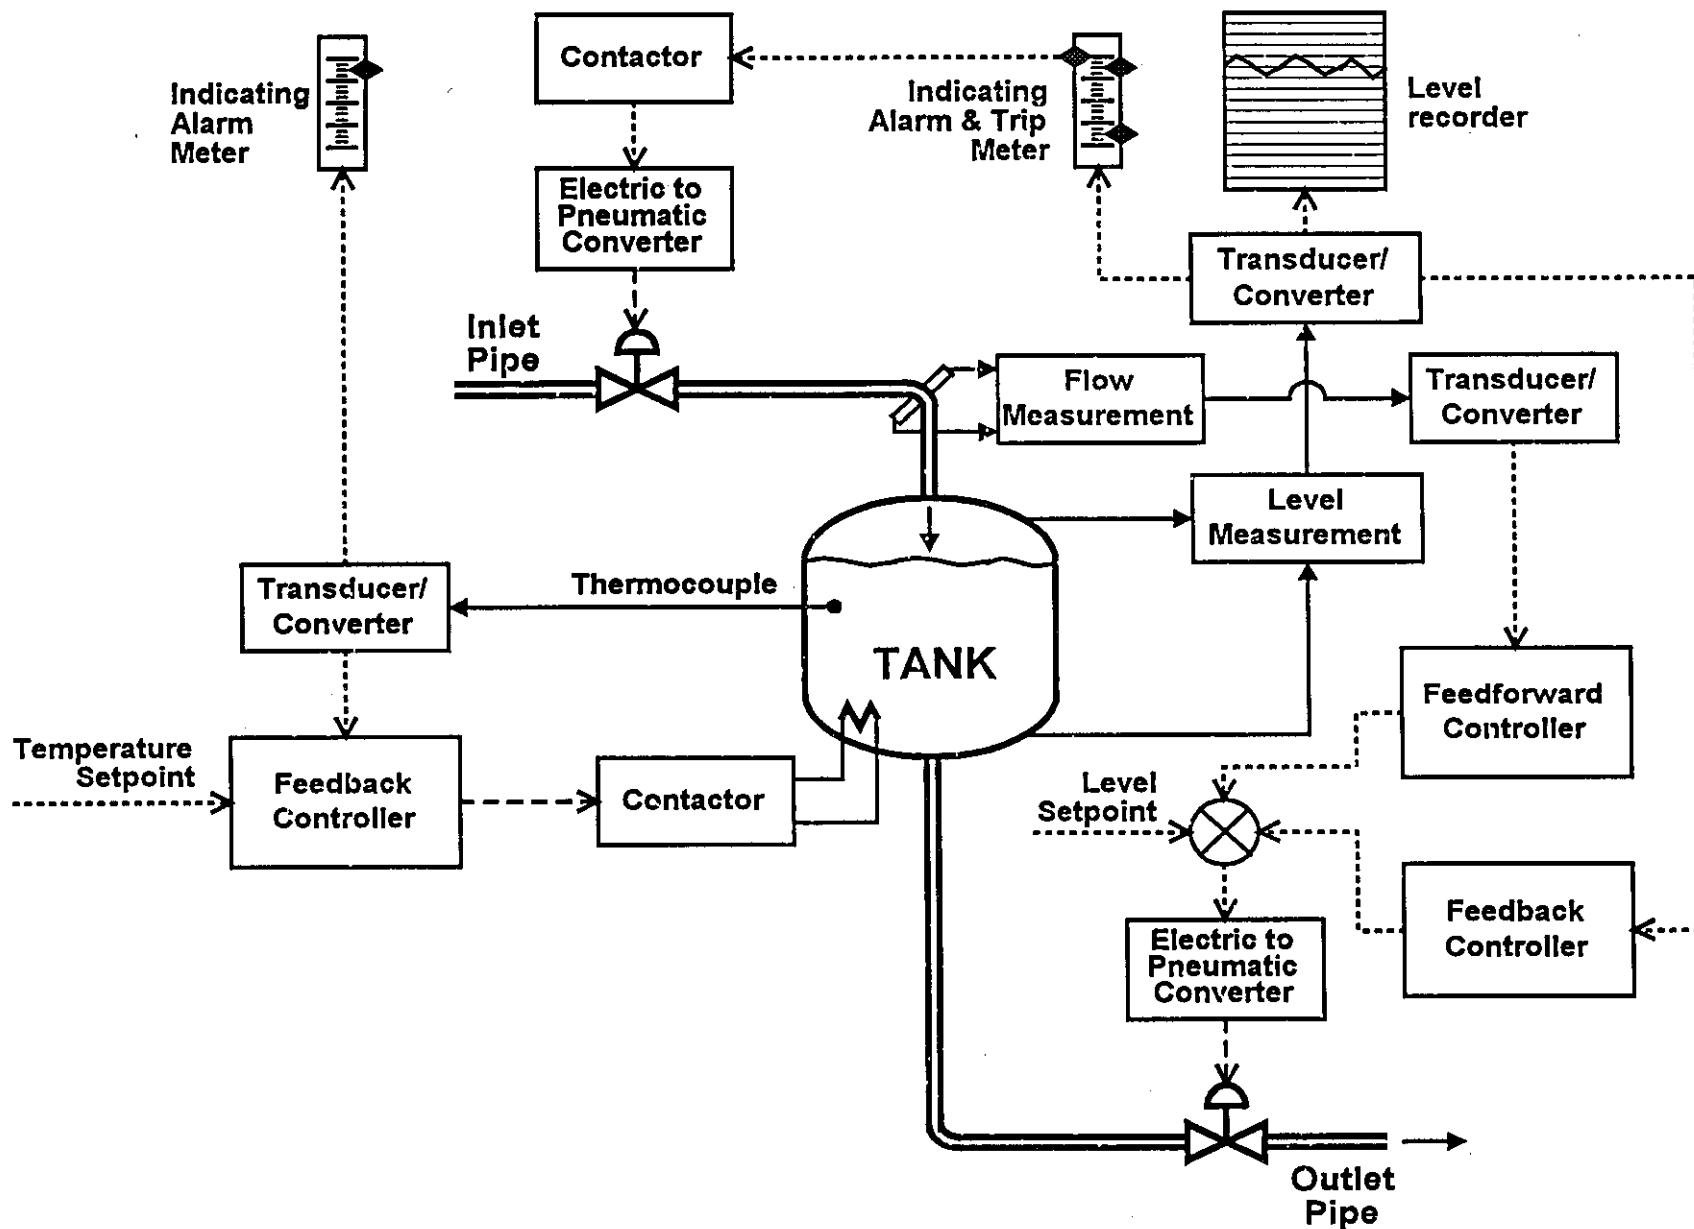 Contactor
Indicating
Alarm
Meter
Indicating
Alarm & Trip
Meter
Level
recorder
Electric to
Pneumatic
Converter
Transducer/
Converter
Inlet
Pipe
Flow
Measurement
Transducer/
Converter
Level
Measurement
Transducer/
Converter
Thermocouple
TANK
Feedforward
Controller
Temperature
Setpoint
Feedback
Controller
Contactor
Level
Setpoint
Feedback
Controller
Electric to
Pneumatic
Converter
Outlet
Pipe